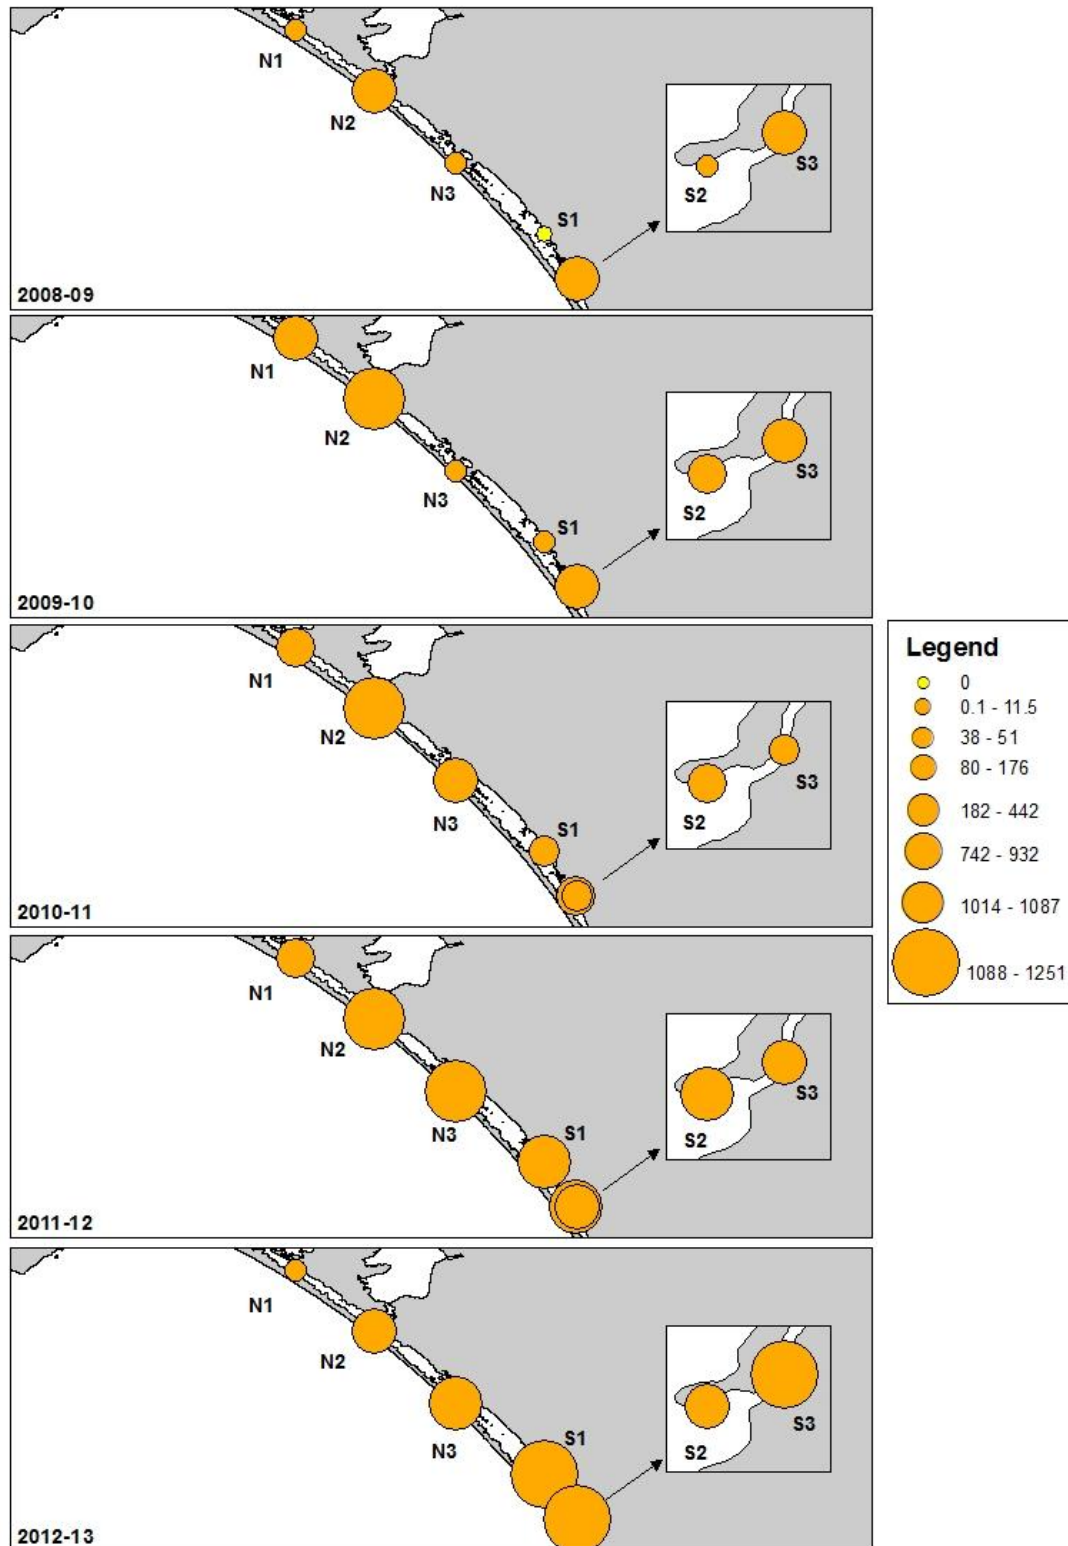 N1
N2
N3
S1
S2
S3
2008-09
N1
N2
N3
S1
S2
S3
2009-10
N1
N2
N3
S1
S2
S3
2010-11
Legend
0
0.1 - 11.5
38 - 51
80 - 176
182 - 442
742 - 932
1014 - 1087
1088 - 1251
N1
N2
N3
S1
S2
S3
2011-12
N1
N2
N3
S1
S2
S3
2012-13